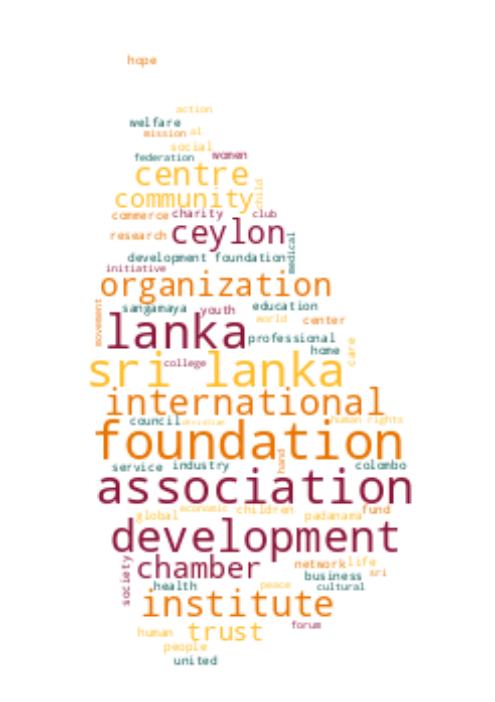 hope
action
welfare
mission al
social
federation women
centre
child
community
commerce charity club
research ceylon
medical
development foundation
initiative
organization
movement
sangamaya youth education
world center
lanka professional
home
care
sri lanka
college
international
council christian human rights
foundation
hand
service industry colombo
association
global economic children padanama fund
development
society
chamber network life
business sri
health peace cultural
institute
human trust forum
people
united